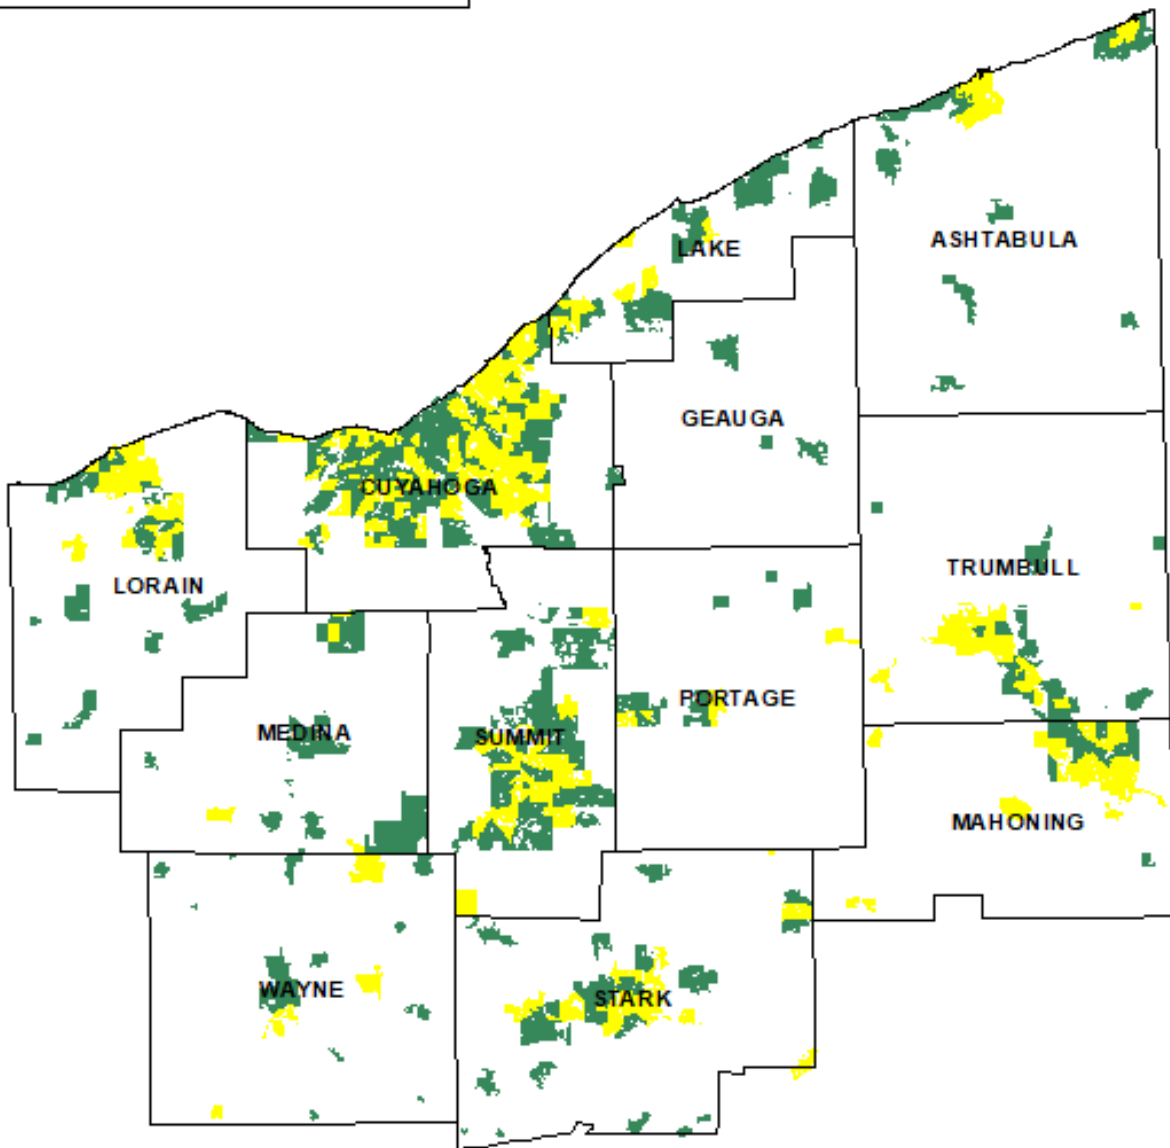 ASHTABULA
LAKE
GEAUGA
CUYAHOGA
TRUMBULL
LORAIN
PORTAGE
MEDINA
SUMMIT
MAHONING
WAYNE
STARK